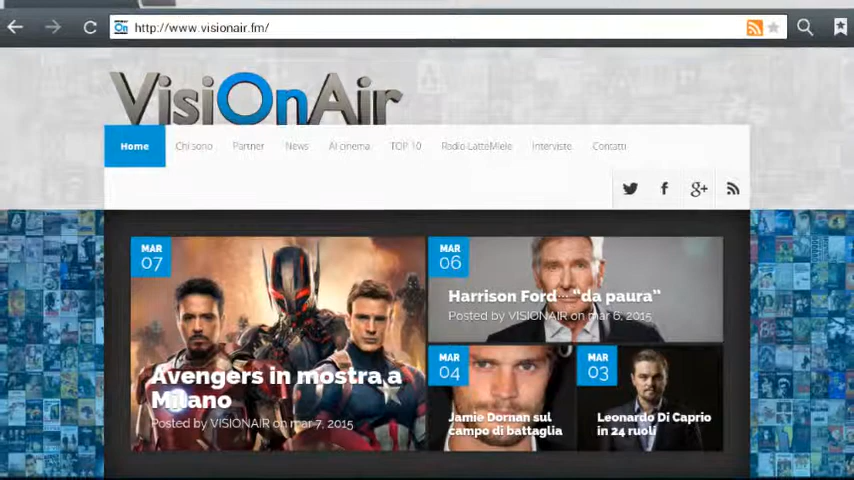 On
http://www.visionair.fm/
VisiOnAir
Home
Chi sono
Partner
News
Al cinema
TOP 10
Radio LatteMiele
Interviste
Contatti
MAR
07
Avengers in mostra a
Milano
Posted by VISIONAIR on mar 7, 2015
MAR
06
Harrison Ford… “da paura”
Posted by VISIONAIR on mar 6, 2015
MAR
04
Jamie Dornan sul
campo di battaglia
MAR
03
Leonardo Di Caprio
in 24 ruoli